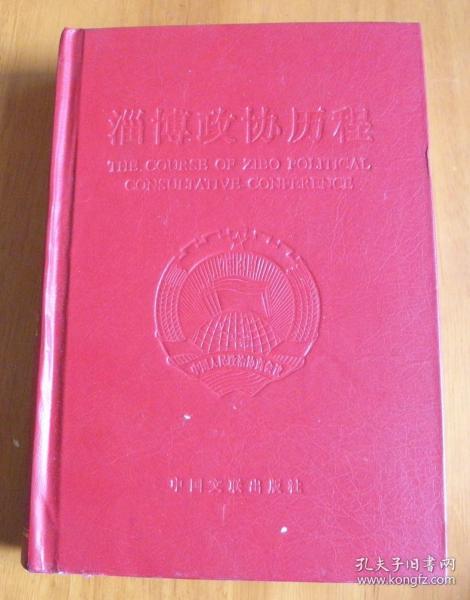 淄博政协历程
THE COURSE OF ZIBO POLITICAL
CONSULTATIVE CONFERENCE
中国人民政治协商会议
中国文联出版社
孔夫子旧书网
www.kongfz.com